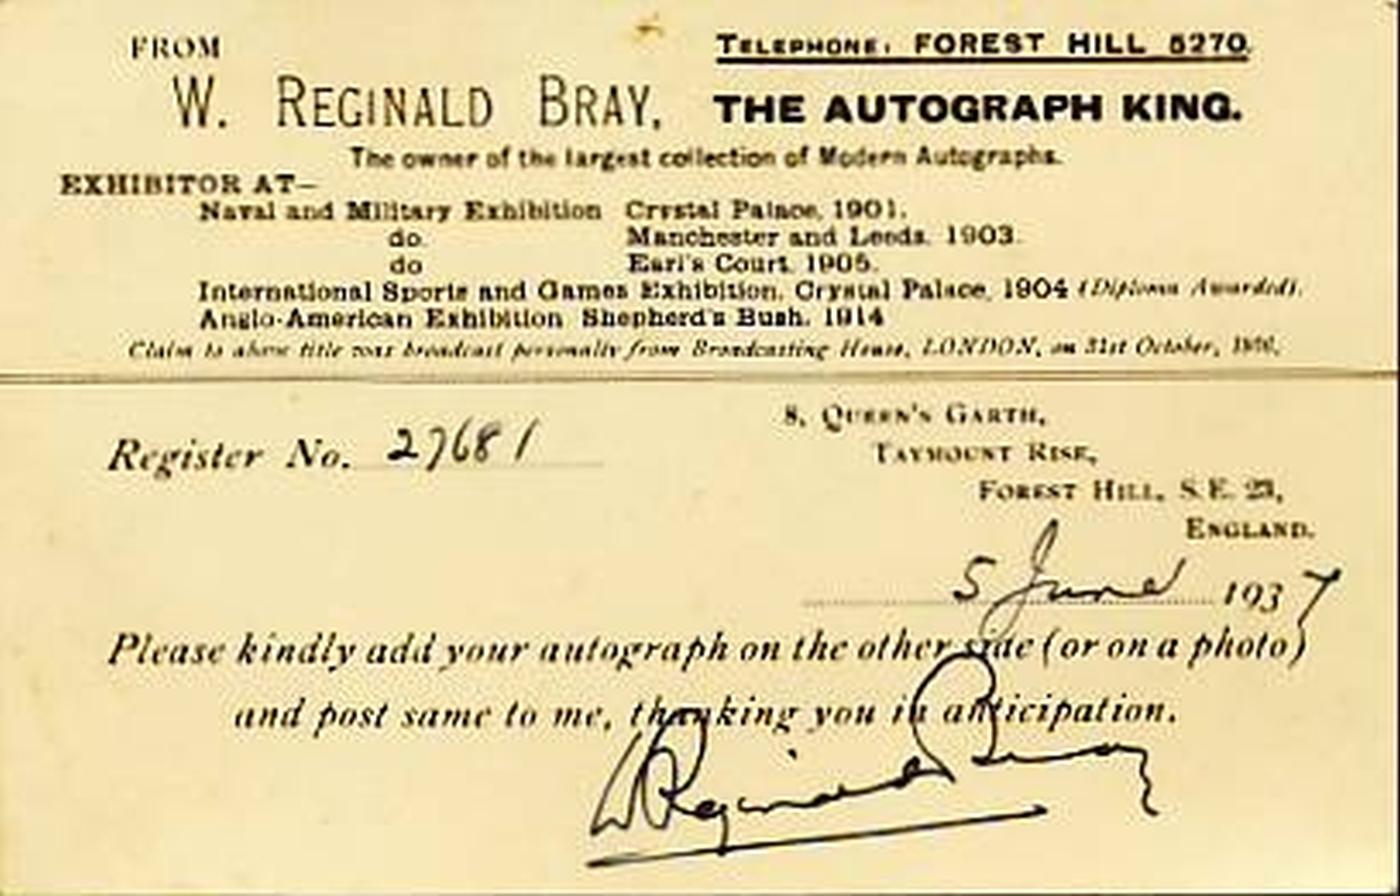 FROM
TELEPHONE: FOREST HILL 5270.
W. REGINALD BRAY, THE AUTOGRAPH KING.
The owner of the largest collection of Modern Autographs.
EXHIBITOR AT—
Naval and Military Exhibition Crystal Palace, 1901.
do. Manchester and Leeds. 1903.
do Earl's Court. 1905.
International Sports and Games Exhibition. Crystal Palace, 1904 (Diploma Awarded).
Anglo-American Exhibition Shepherd's Bush. 1914
Claim to above title was broadcast personally from Broadcasting House, LONDON, on 31st October,
Register No. 27681
8, QUEEN'S GARTH,
TAYMOUNT RISE,
FOREST HILL, S.E. 23,
ENGLAND.
5 June 1937
Please kindly add your autograph on the other side (or on a photo)
and post same to me, thanking you in anticipation.
W Reginald Bray